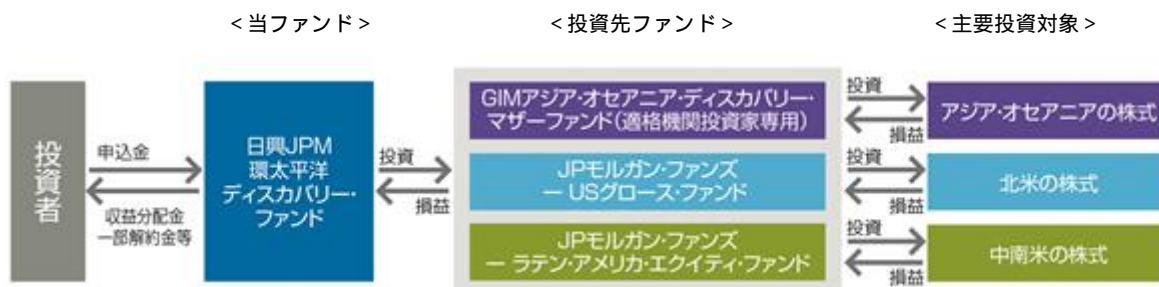 <当ファンド>
<投資先ファンド>
<主要投資対象>
投資者
申込金
収益分配金
一部解約金等
日興JPM
環太平洋
ディスカバリー・
ファンド
投資
損益
GIMアジア・オセアニア・ディスカバリー・
マザーファンド(適格機関投資家専用)
投資
損益
アジア・オセアニアの株式
JPモルガン・ファンズ
ーUSグロース・ファンド
投資
損益
北米の株式
JPモルガン・ファンズ
ー ラテン・アメリカ・エクイティ・ファンド
投資
損益
中南米の株式